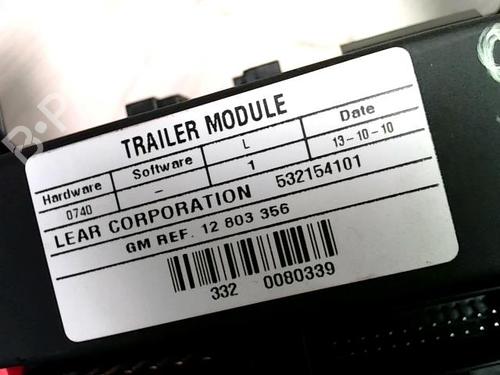 TRAILER MODULE
Hardware Software L Date
0740 - 1 13-10-10
LEAR CORPORATION 532154101
GM REF. 12 803 356
332 0080339
B-P